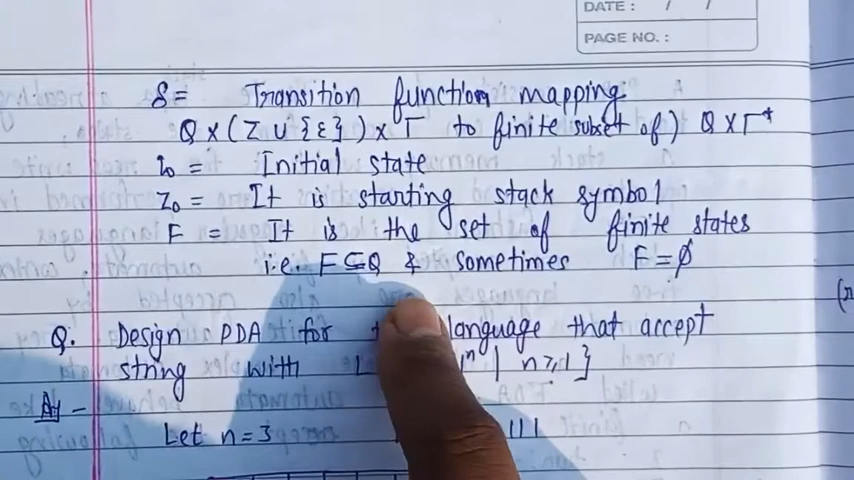 DATE : / /
PAGE NO. :
δ = Transition function mapping.
Q × (Σ ∪ {ε}) × Γ to finite subset of) Q × Γ*
q₀ = Initial state
z₀ = It is starting stack symbol
F = It is the set of finite states
i.e. F ⊆ Q & sometimes F = ϕ
Q. Design PDA for language that accept
string with | n ≥ 1 }
Let n = 3 111